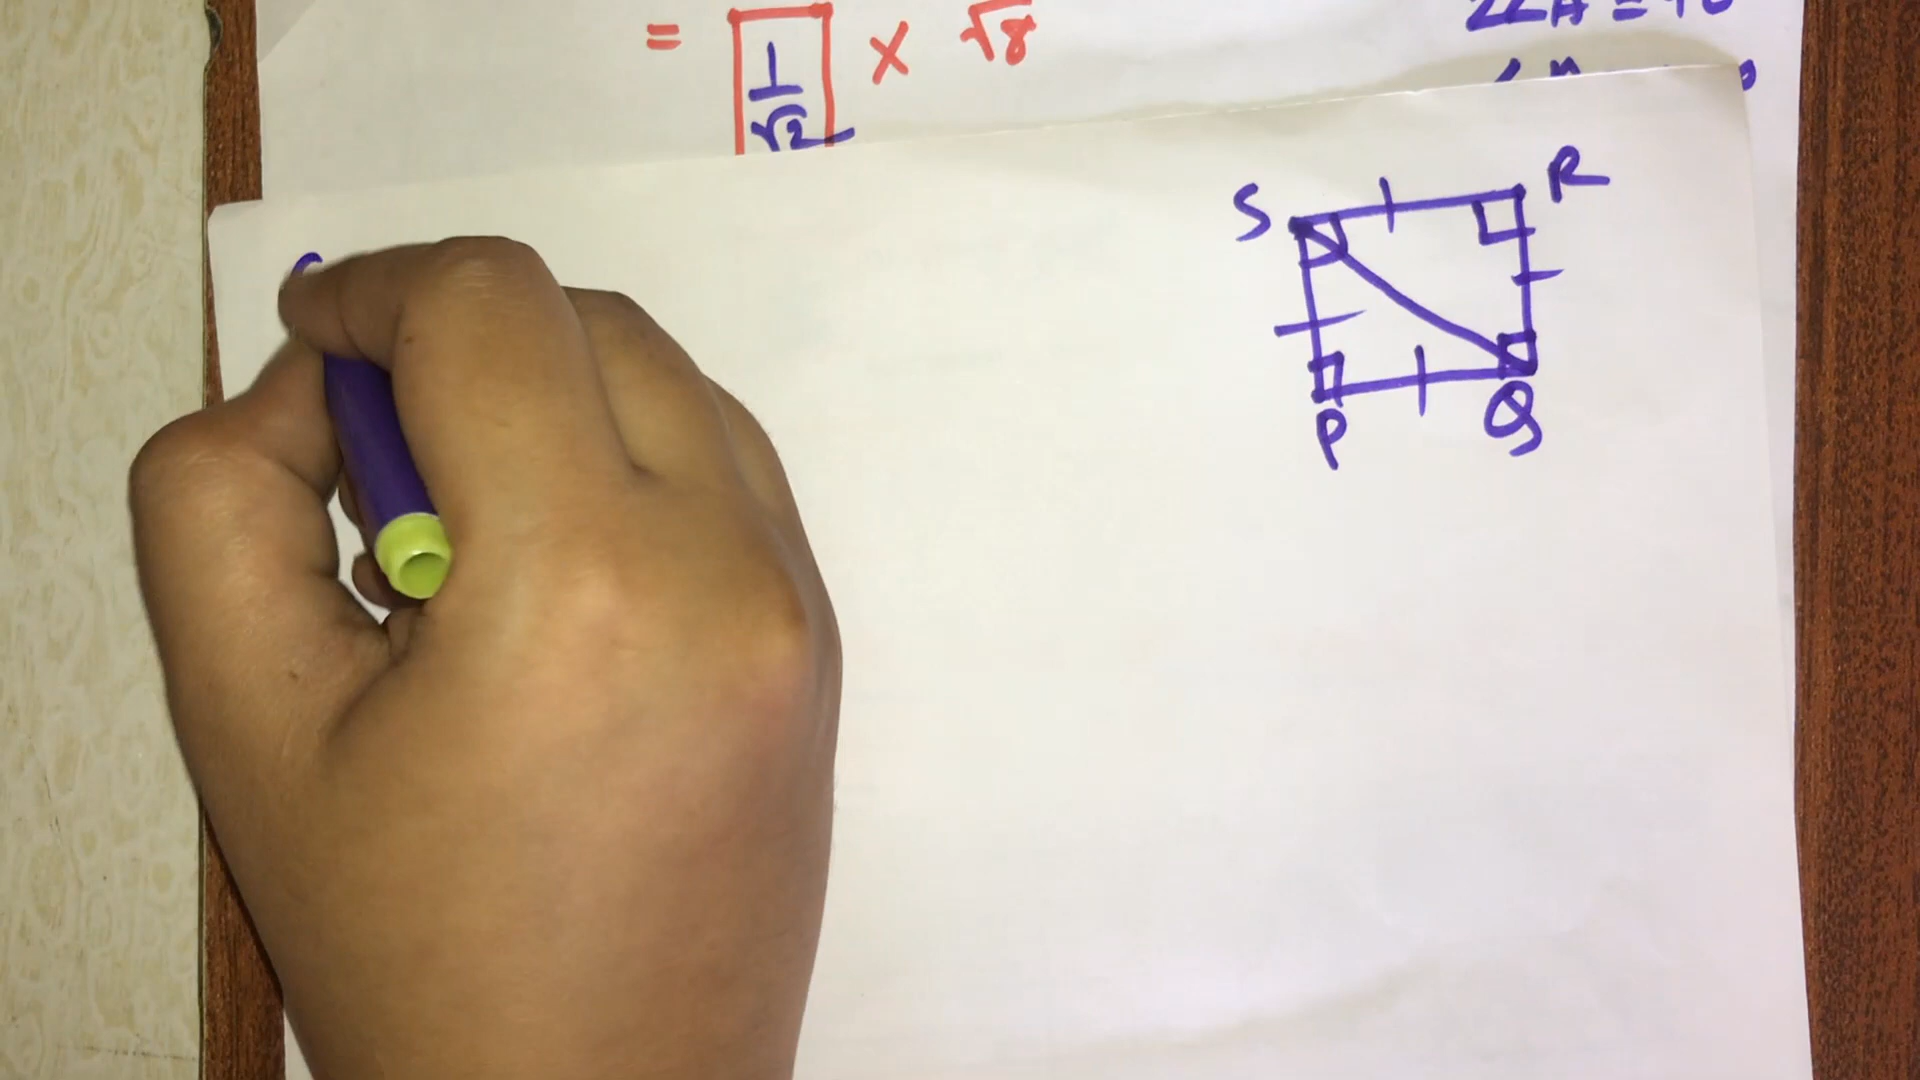 = 1/√2 × √8
S R
P Q